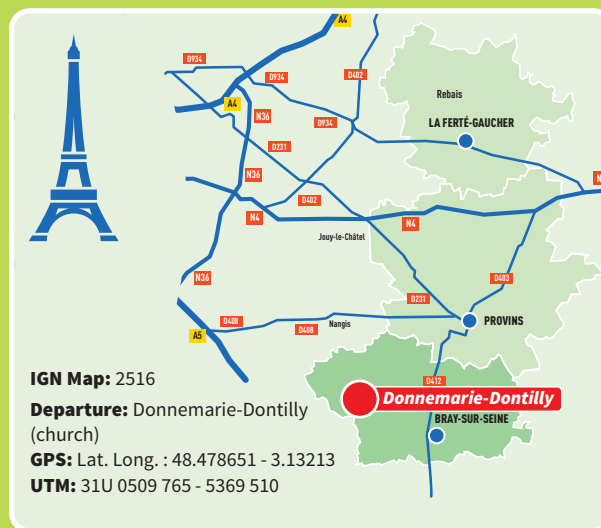 A4
D934
D934
D402
A4
N36
Rebais
LA FERTÉ-GAUCHER
D934
D231
N36
D402
N4
N4
Jouy-le-Châtel
N36
D403
D231
D408
D408
Nangis
PROVINS
A5
D412
Donnemarie-Dontilly
BRAY-SUR-SEINE
IGN Map: 2516
Departure: Donnemarie-Dontilly
(church)
GPS: Lat. Long. : 48.478651 - 3.13213
UTM: 31U 0509 765 - 5369 510